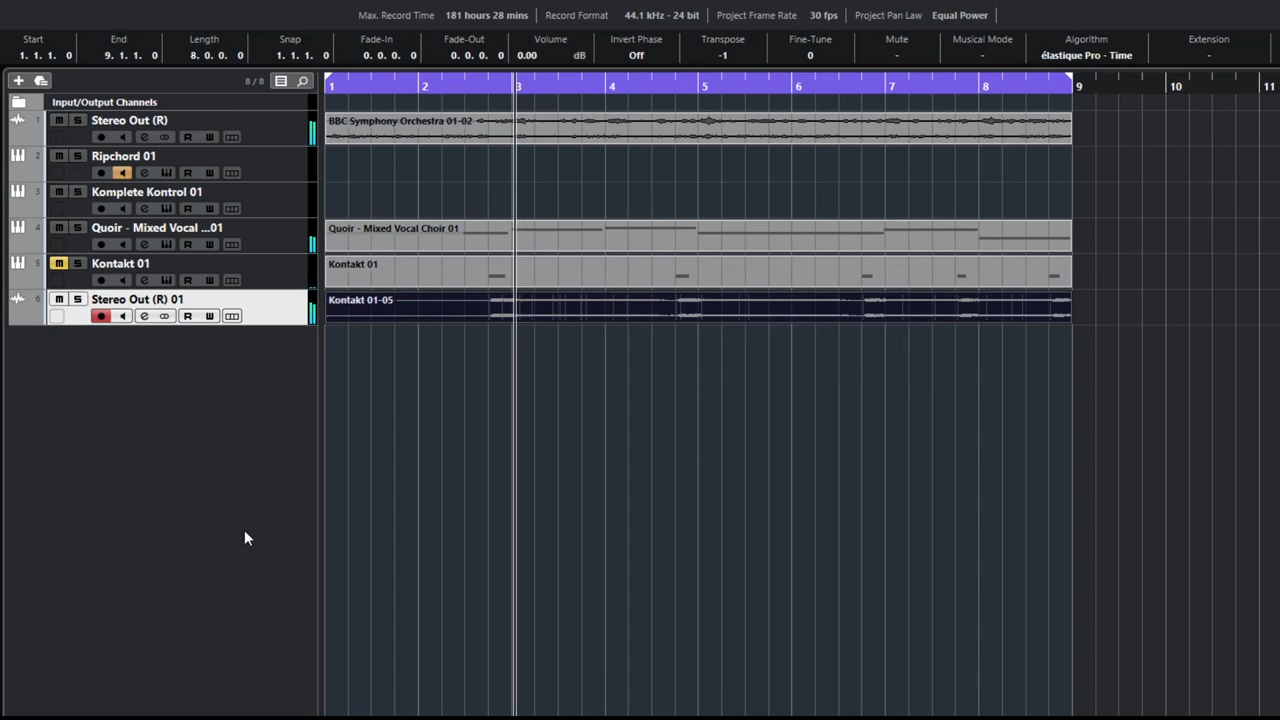 Max. Record Time 181 hours 28 mins Record Format 44.1 kHz - 24 bit Project Frame Rate 30 fps Project Pan Law Equal Power
Start End Length Snap Fade-In Fade-Out Volume Invert Phase Transpose Fine-Tune Mute Musical Mode Algorithm Extension
1. 1. 1. 0 9. 1. 1. 0 8. 0. 0. 0 1. 1. 1. 0 0. 0. 0. 0 0. 0. 0. 0 0.00 dB Off -1 0 - - élastique Pro - Time -
8 / 8 1 2 3 4 5 6 7 8 9 10 11
Input/Output Channels
1 m S Stereo Out (R) BBC Symphony Orchestra 01-02
e R W
2 m S Ripchord 01
e R W
3 m S Komplete Kontrol 01
e R W
4 m S Quoir - Mixed Vocal ...01 Quoir - Mixed Vocal Choir 01
e R W
5 m S Kontakt 01 Kontakt 01
e R W
6 m S Stereo Out (R) 01 Kontakt 01-05
e R W